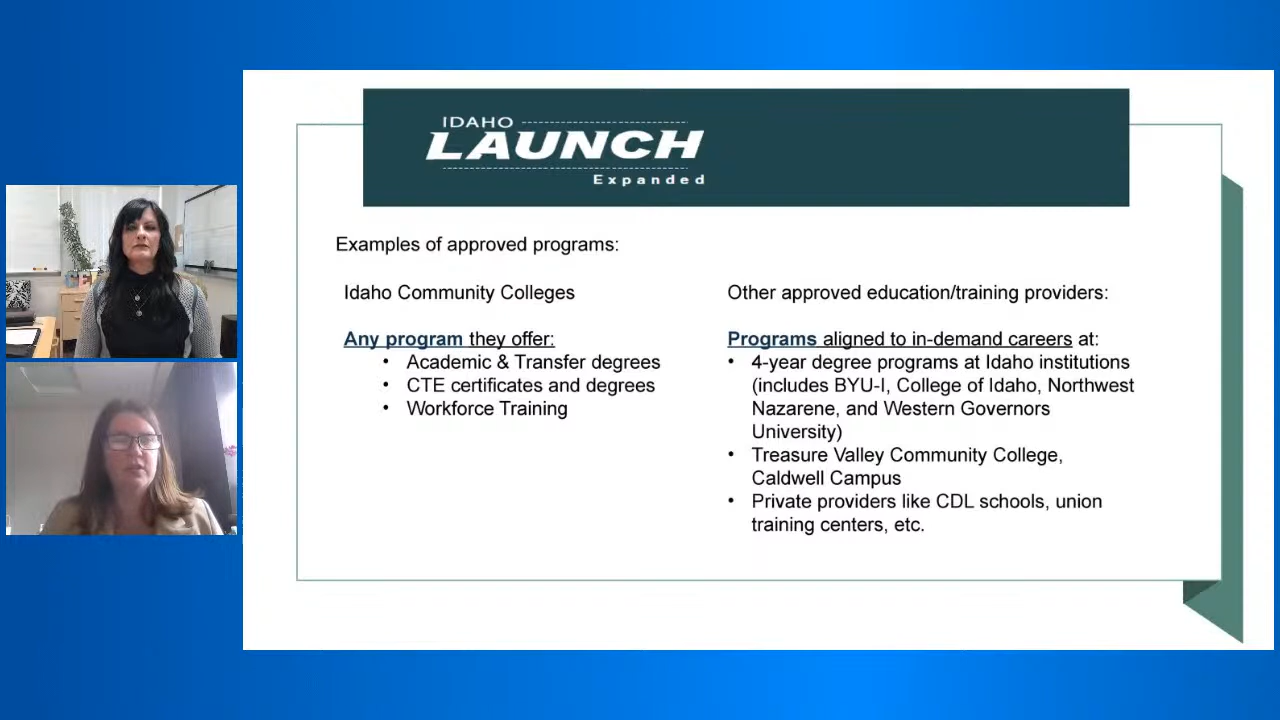 IDAHO
LAUNCH
Expanded
Examples of approved programs:
Idaho Community Colleges
Any program they offer:
• Academic & Transfer degrees
• CTE certificates and degrees
• Workforce Training
Other approved education/training providers:
Programs aligned to in-demand careers at:
• 4-year degree programs at Idaho institutions
(includes BYU-I, College of Idaho, Northwest
Nazarene, and Western Governors
University)
• Treasure Valley Community College,
Caldwell Campus
• Private providers like CDL schools, union
training centers, etc.